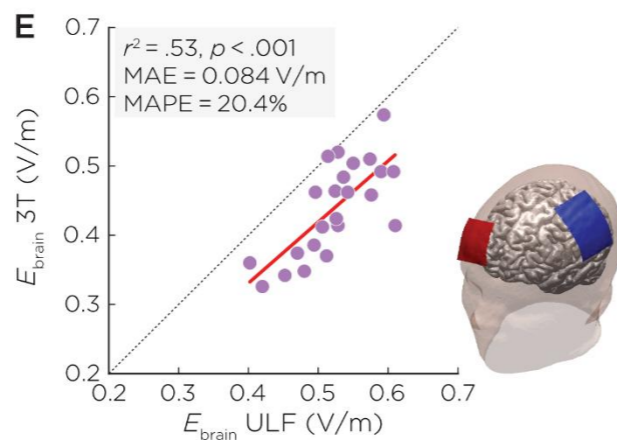 E
r² = .53, p < .001
MAE = 0.084 V/m
MAPE = 20.4%
E_brain 3T (V/m)
0.7
0.6
0.5
0.4
0.3
0.2
0.2 0.3 0.4 0.5 0.6 0.7
E_brain ULF (V/m)